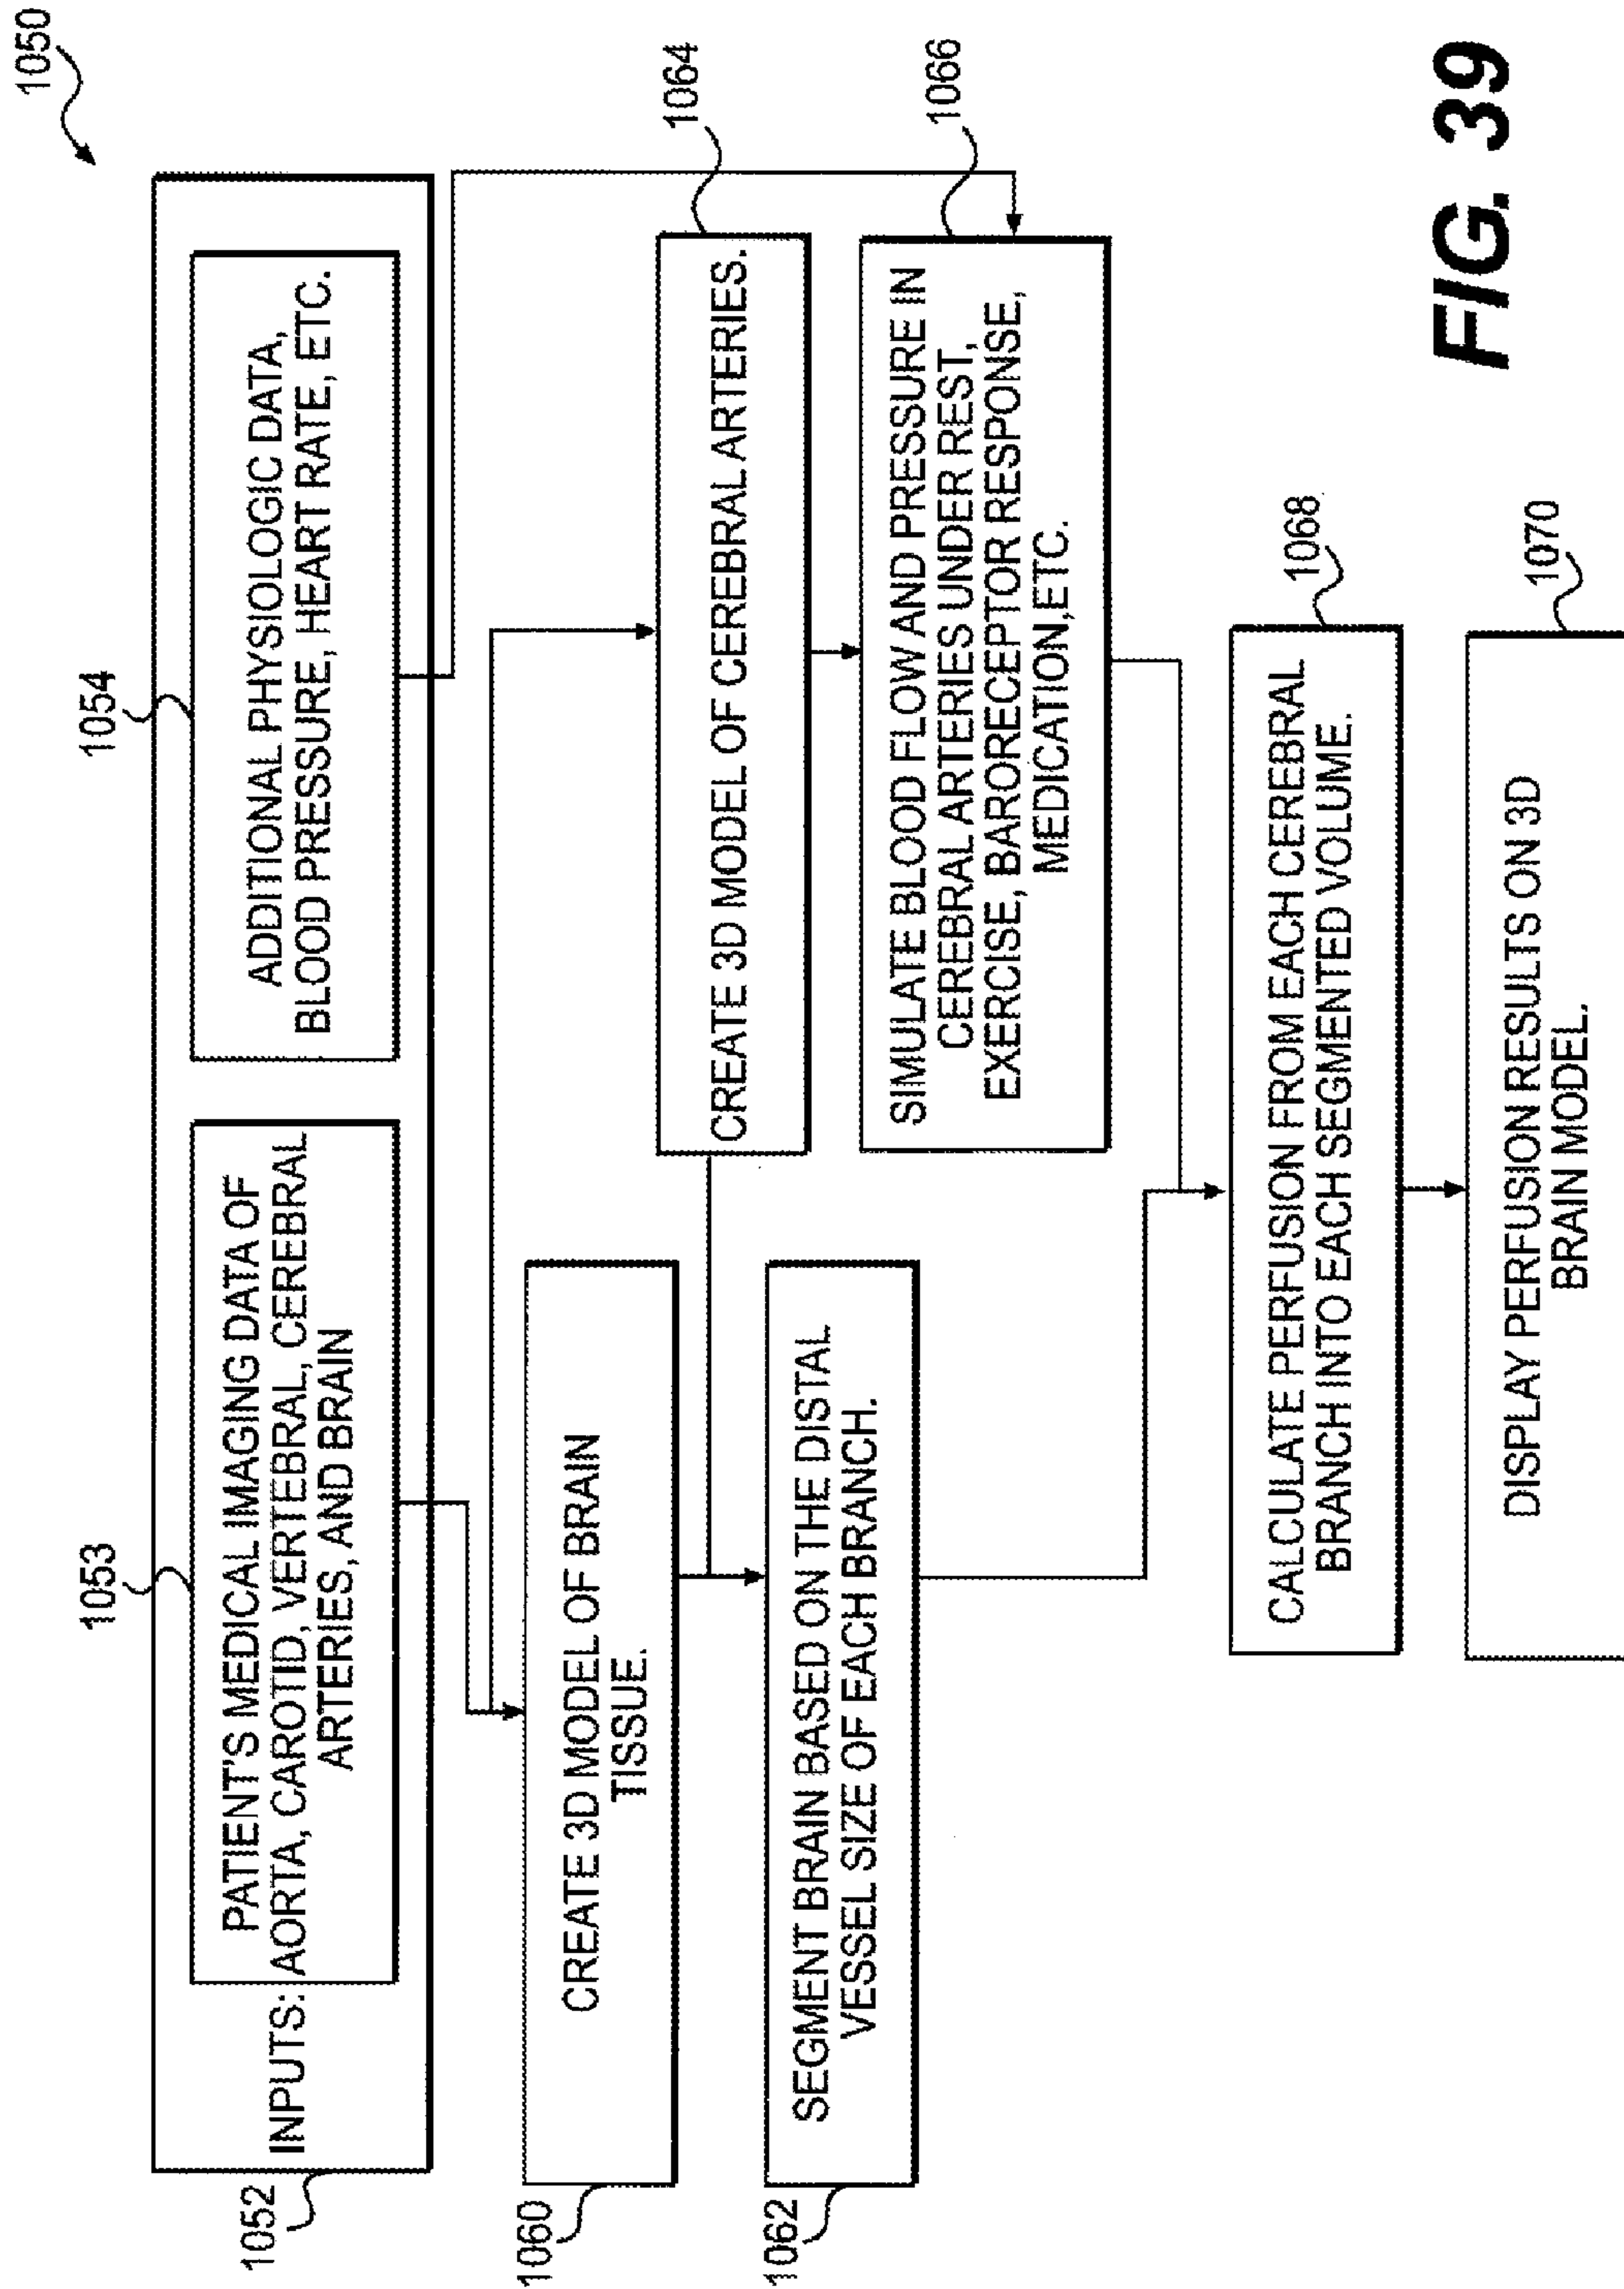 1050
1052
INPUTS:
1053
PATIENT'S MEDICAL IMAGING DATA OF
AORTA, CAROTID, VERTEBRAL, CEREBRAL
ARTERIES, AND BRAIN
1054
ADDITIONAL PHYSIOLOGIC DATA,
BLOOD PRESSURE, HEART RATE, ETC.
1060
CREATE 3D MODEL OF BRAIN
TISSUE.
1064
CREATE 3D MODEL OF CEREBRAL ARTERIES.
1062
SEGMENT BRAIN BASED ON THE DISTAL
VESSEL SIZE OF EACH BRANCH.
1066
SIMULATE BLOOD FLOW AND PRESSURE IN
CEREBRAL ARTERIES UNDER REST,
EXERCISE, BARORECEPTOR RESPONSE,
MEDICATION,ETC.
1068
CALCULATE PERFUSION FROM EACH CEREBRAL
BRANCH INTO EACH SEGMENTED VOLUME.
1070
DISPLAY PERFUSION RESULTS ON 3D
BRAIN MODEL.
FIG. 39